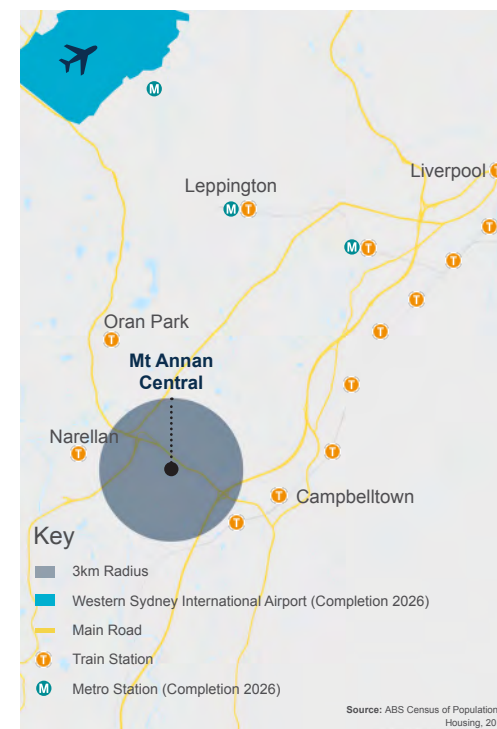 Liverpool
Leppington
M T
M T
Oran Park
Mt Annan
Central
Narellan
Campbelltown
Key
3km Radius
Western Sydney International Airport (Completion 2026)
Main Road
T Train Station
M Metro Station (Completion 2026)
Source: ABS Census of Population
Housing, 20